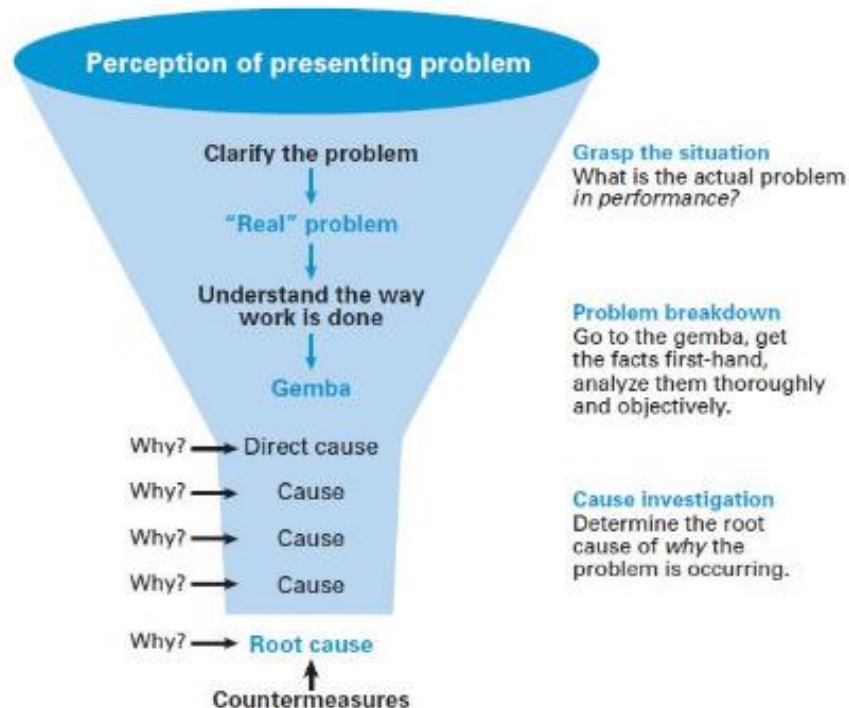 Perception of presenting problem
Clarify the problem
"Real" problem
Understand the way
work is done
Gemba
Why? Direct cause
Why? Cause
Why? Cause
Why? Cause
Why? Root cause
Countermeasures
Grasp the situation
What is the actual problem
in performance?
Problem breakdown
Go to the gemba, get
the facts first-hand,
analyze them thoroughly
and objectively.
Cause investigation
Determine the root
cause of why the
problem is occurring.